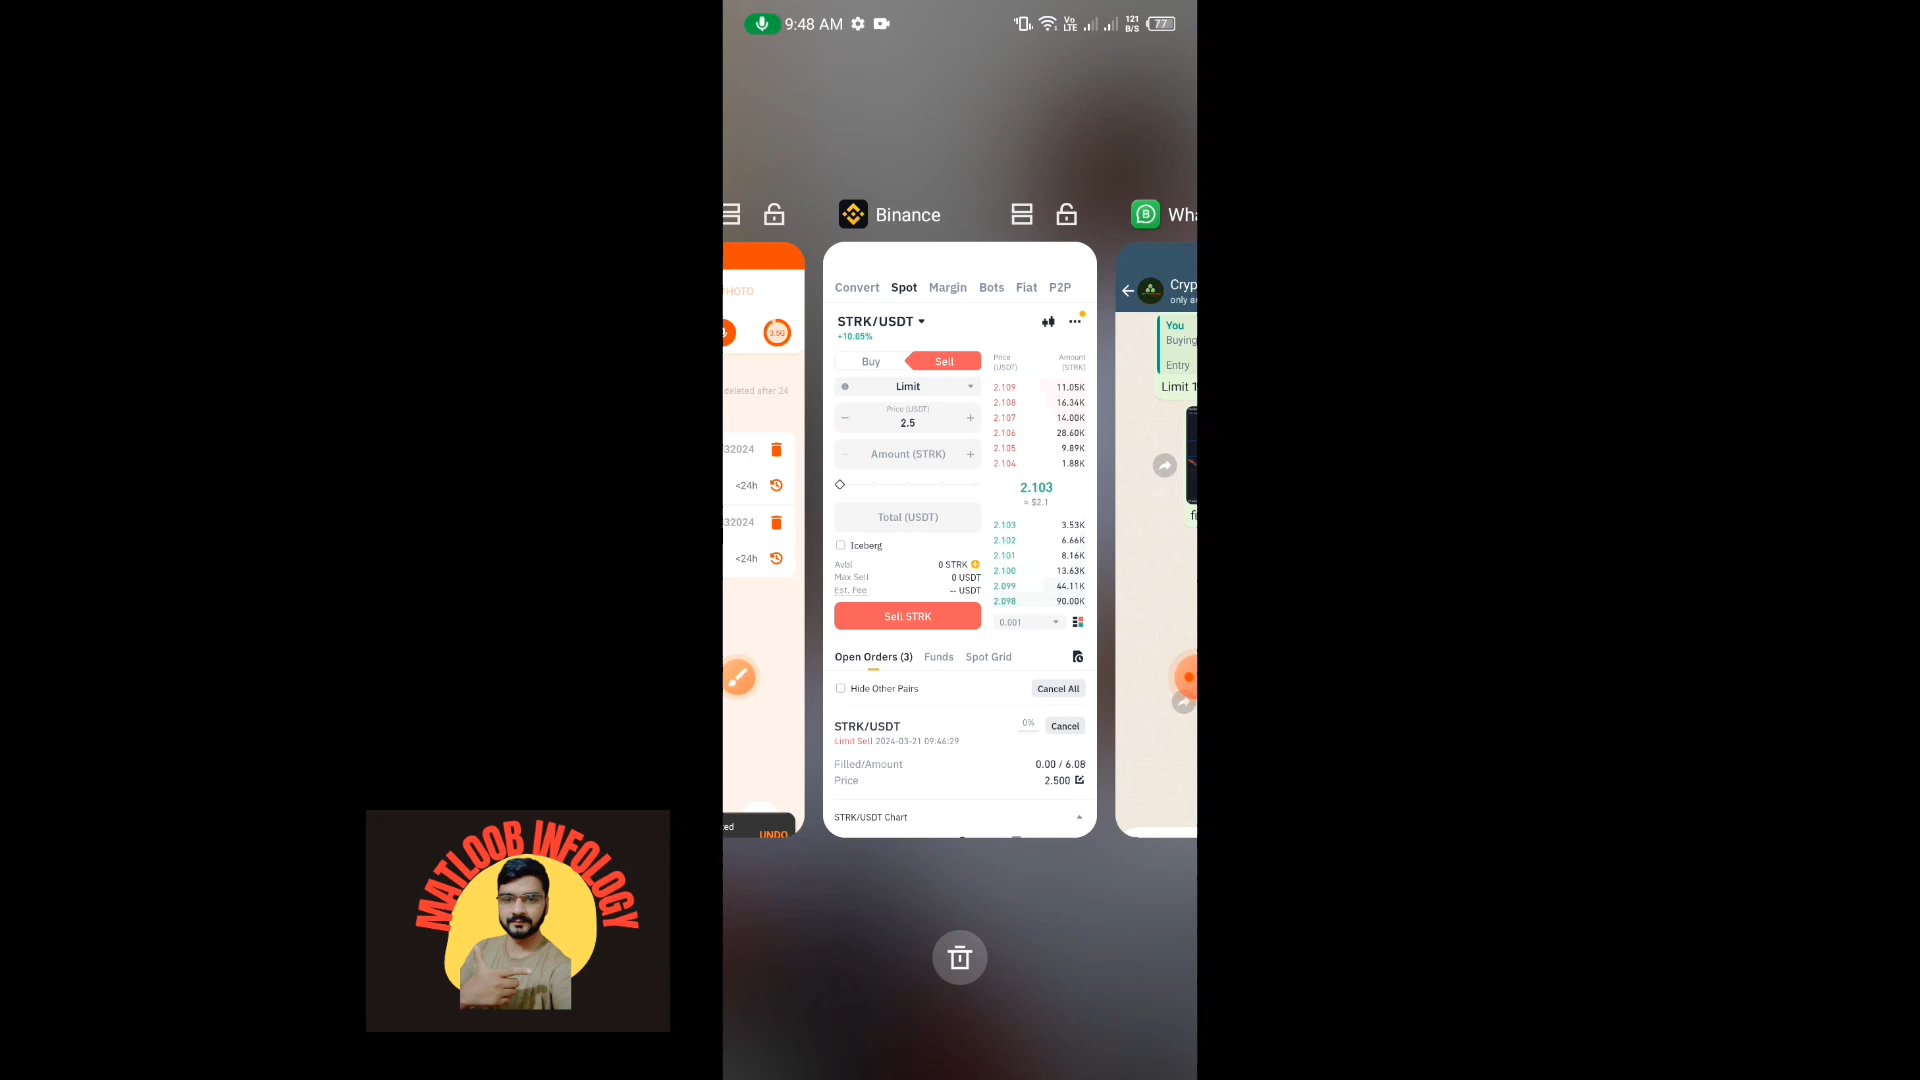 9:48 AM
Vo LTE
121 B/S
77
Binance
PHOTO
3.5G
deleted after 24
32024
<24h
32024
<24h
UNDO
Convert Spot Margin Bots Fiat P2P
STRK/USDT
+10.05%
Buy Sell
Limit
Price (USDT)
2.5
Amount (STRK)
Total (USDT)
Iceberg
Avbl 0 STRK
Max Sell 0 USDT
Est. Fee -- USDT
Sell STRK
Price (USDT) Amount (STRK)
2.109 11.05K
2.108 16.34K
2.107 14.00K
2.106 28.60K
2.105 9.89K
2.104 1.88K
2.103
≈ $2.1
2.103 3.53K
2.102 6.66K
2.101 8.16K
2.100 13.63K
2.099 44.11K
2.098 90.00K
0.001
Open Orders (3) Funds Spot Grid
Hide Other Pairs Cancel All
STRK/USDT 0% Cancel
Limit Sell 2024-03-21 09:46:29
Filled/Amount 0.00 / 6.08
Price 2.500
STRK/USDT Chart
You
Buying
Entry
Limit 1
MATLOOB INFOLOGY